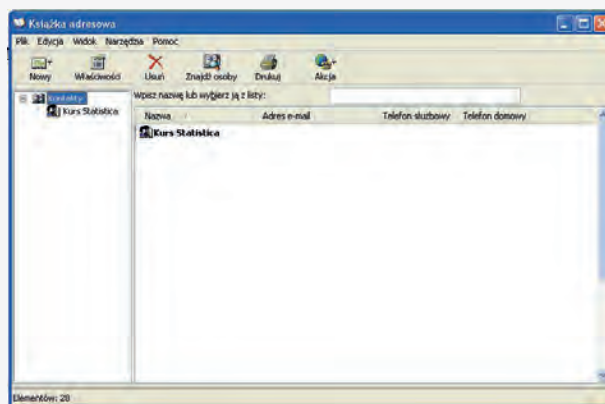 Książka adresowa
Plik Edycja Widok Narzędzia Pomoc
Nowy Właściwości Usuń Znajdź osoby Drukuj Akcja
Wpisz nazwę lub wybierz ją z listy:
Kontakty
Kurs Statistica
Nazwa Adres e-mail Telefon służbowy Telefon domowy
Kurs Statistica
Elementów: 28